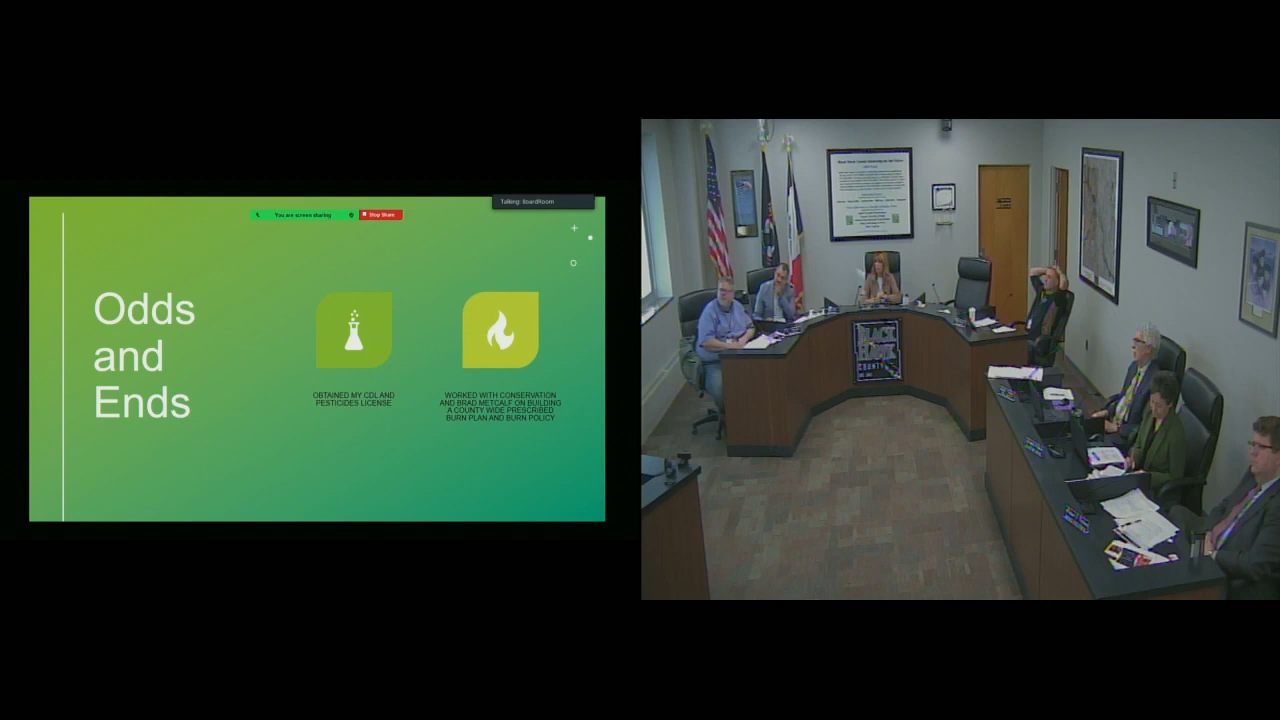 Talking: BoardRoom
You are screen sharing
Stop Share
Odds
and
Ends
OBTAINED MY CDL AND
PESTICIDES LICENSE
WORKED WITH CONSERVATION
AND BRAD METCALF ON BUILDING
A COUNTY WIDE PRESCRIBED
BURN PLAN AND BURN POLICY
BLACK
HAWK
COUNTY